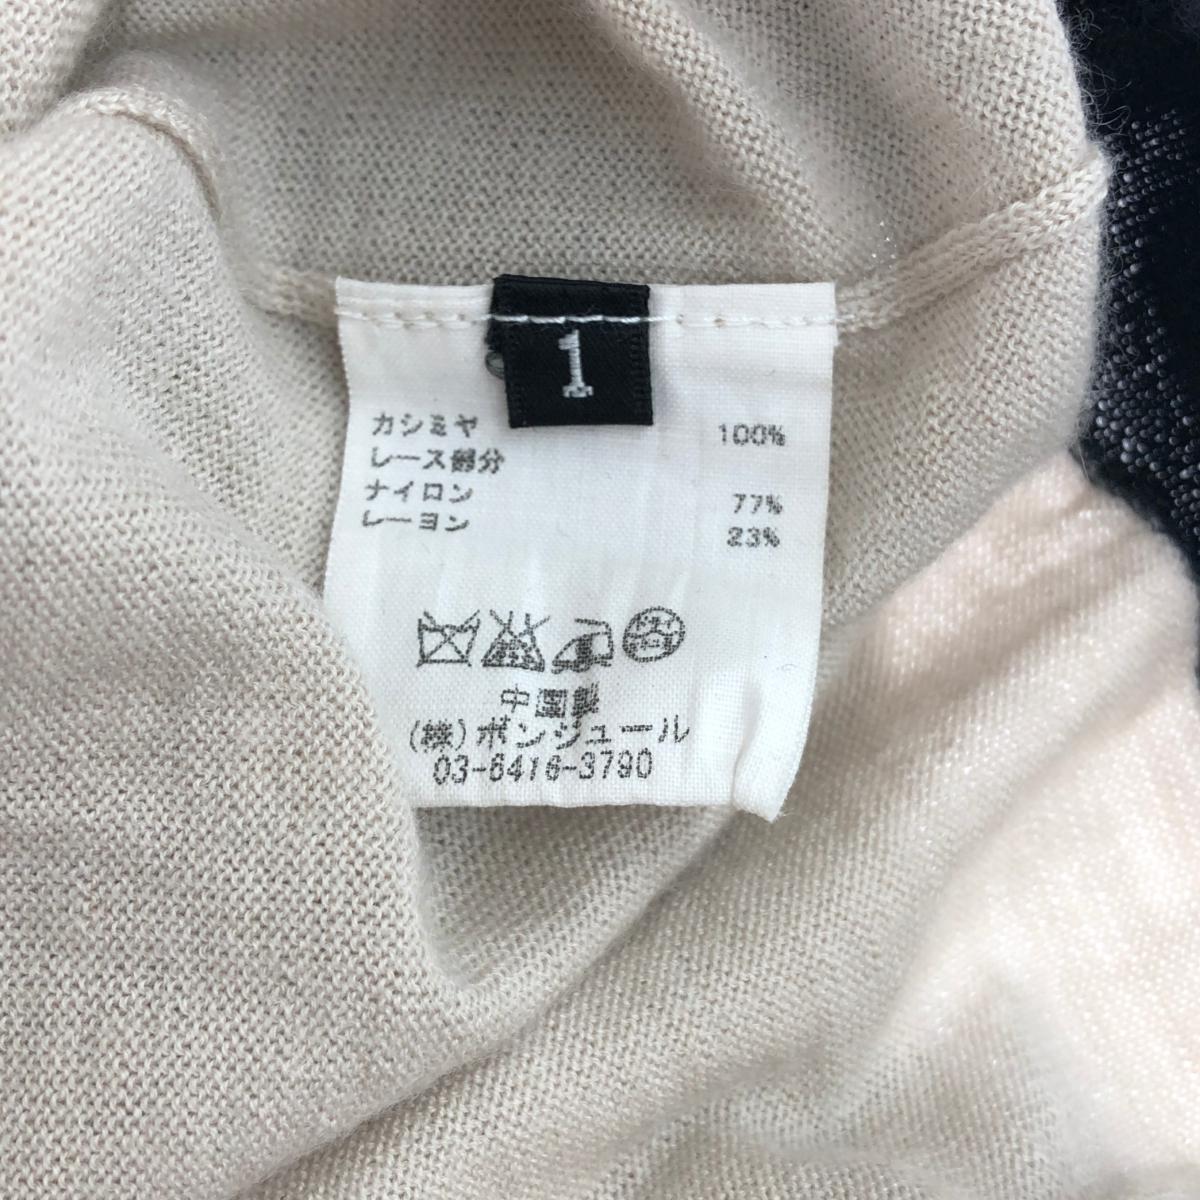 1
カシミヤ 100%
レース部分
ナイロン 77%
レーヨン 23%
中国製
(株)ボンジュール
03-6416-3790